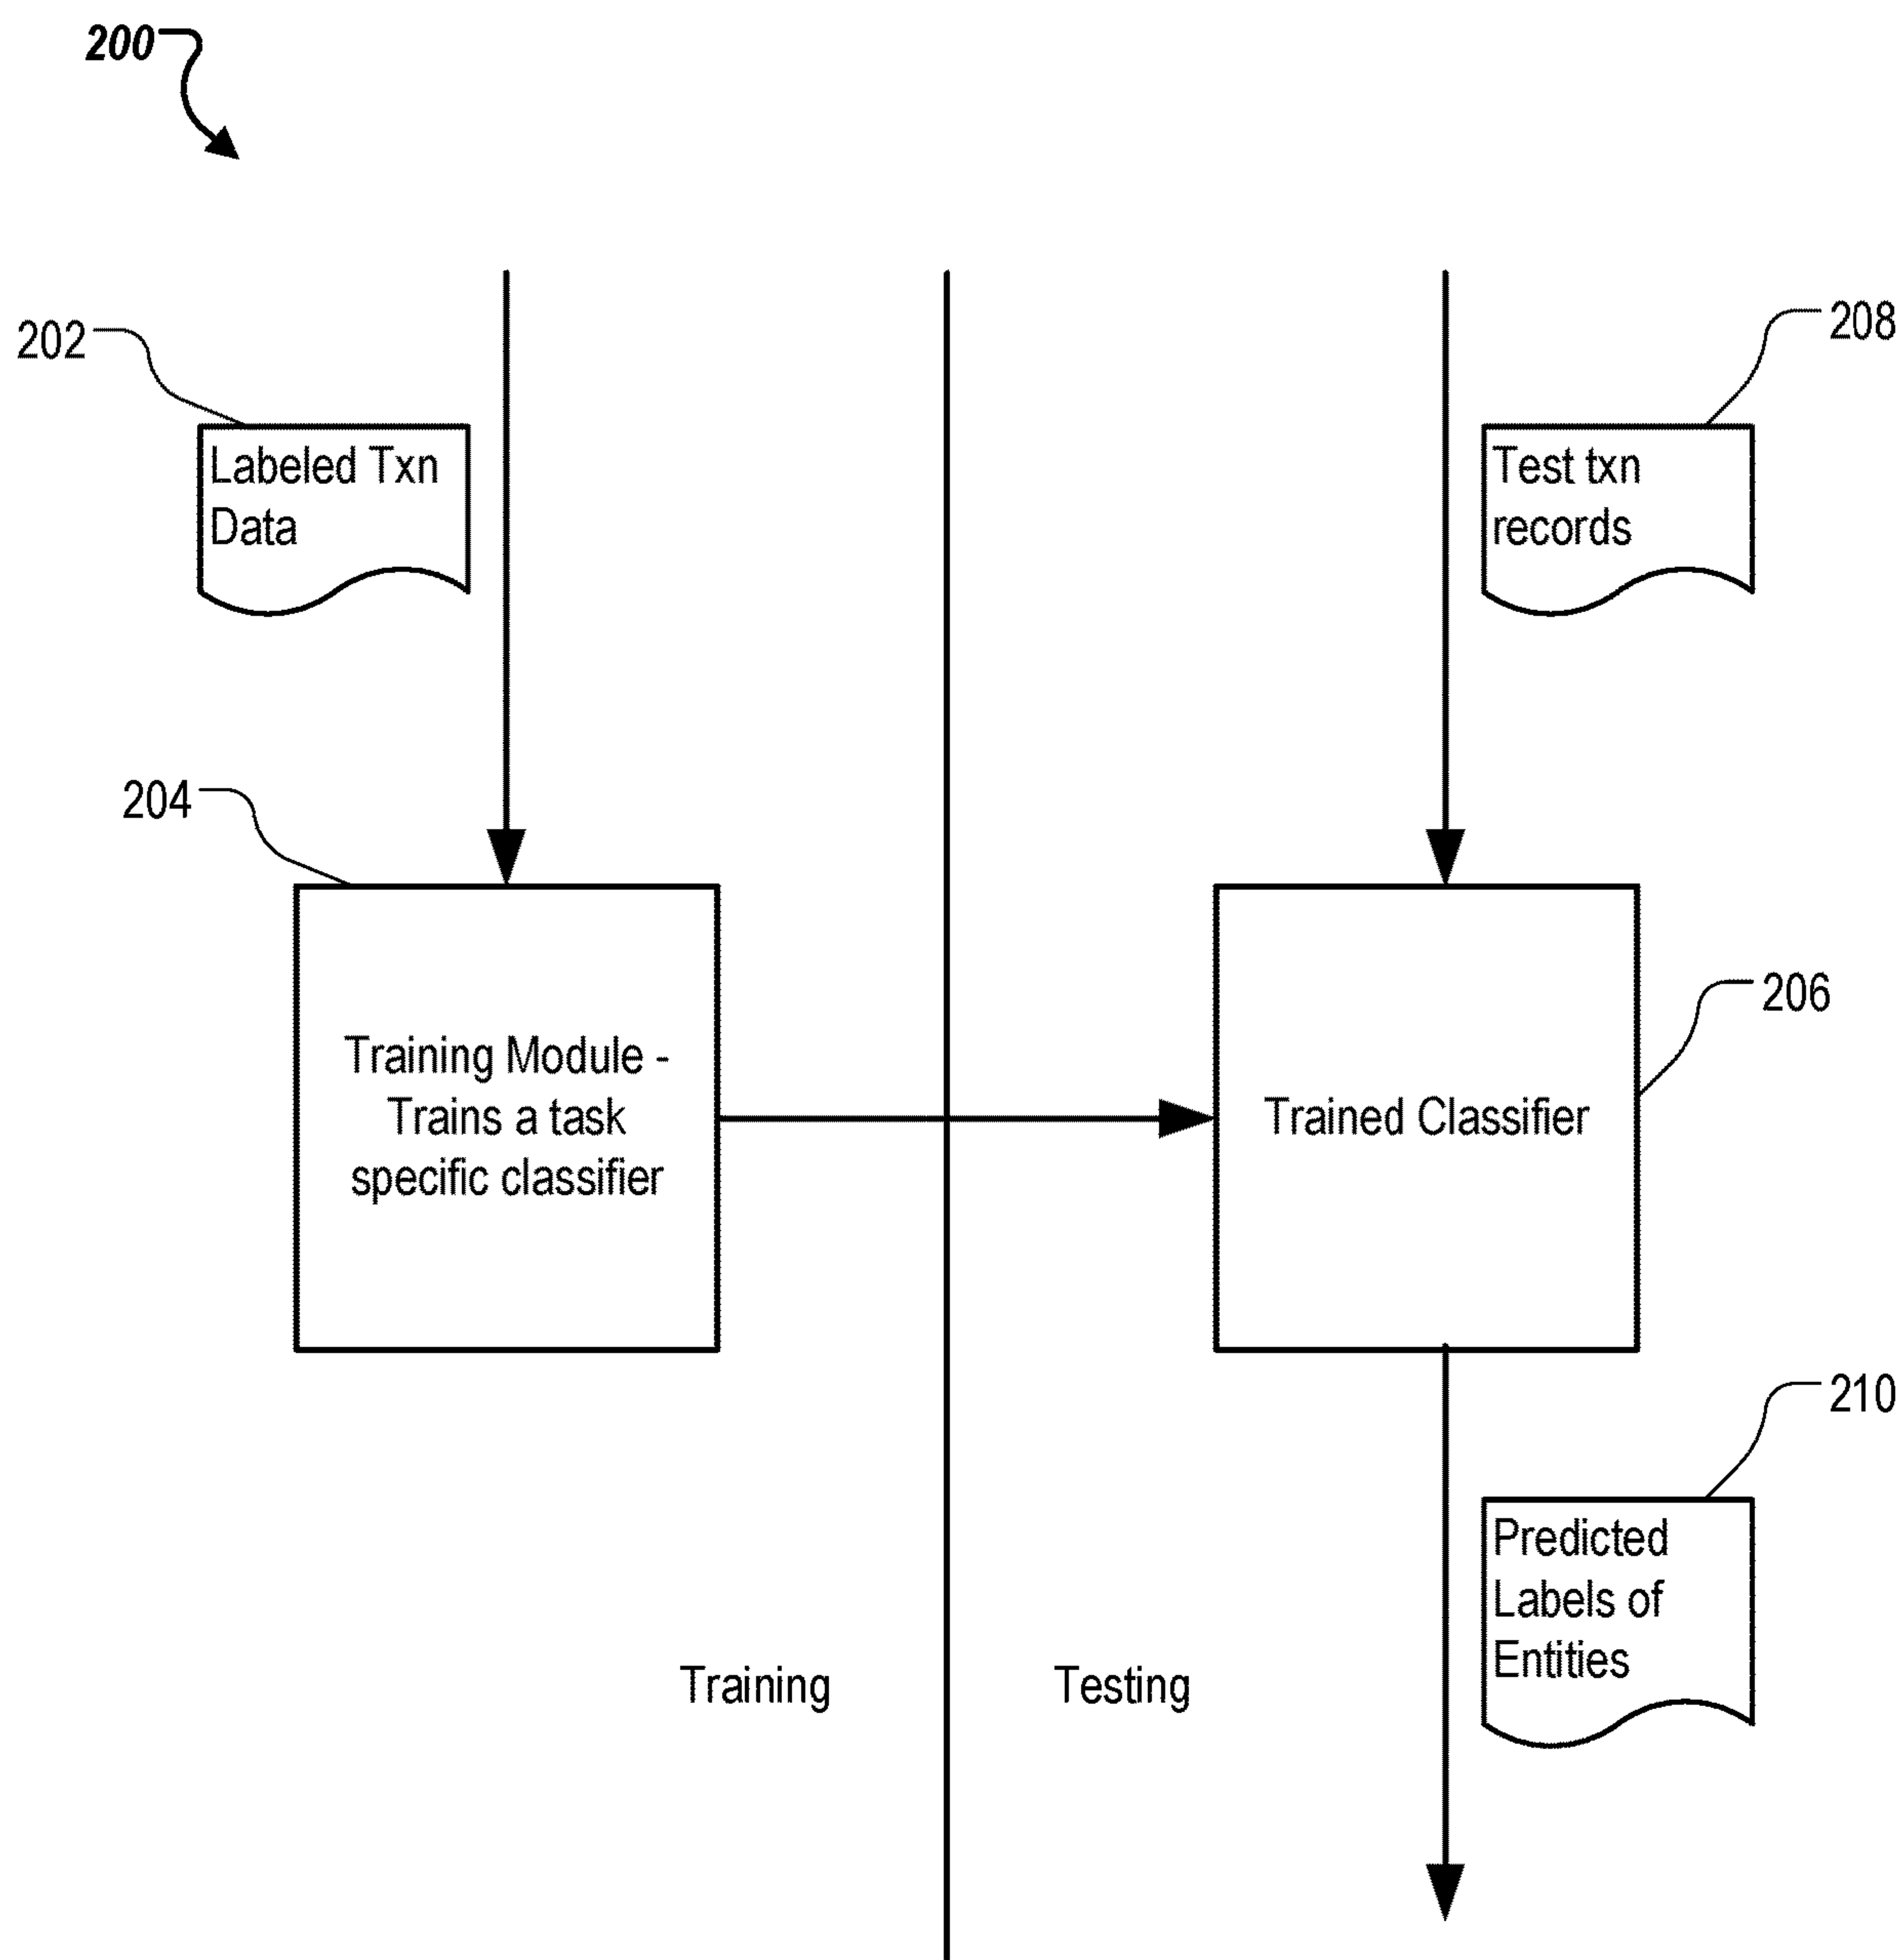 200
202
208
Labeled Txn
Data
Test txn
records
204
206
Training Module -
Trains a task
specific classifier
Trained Classifier
210
Predicted
Labels of
Entities
Training
Testing